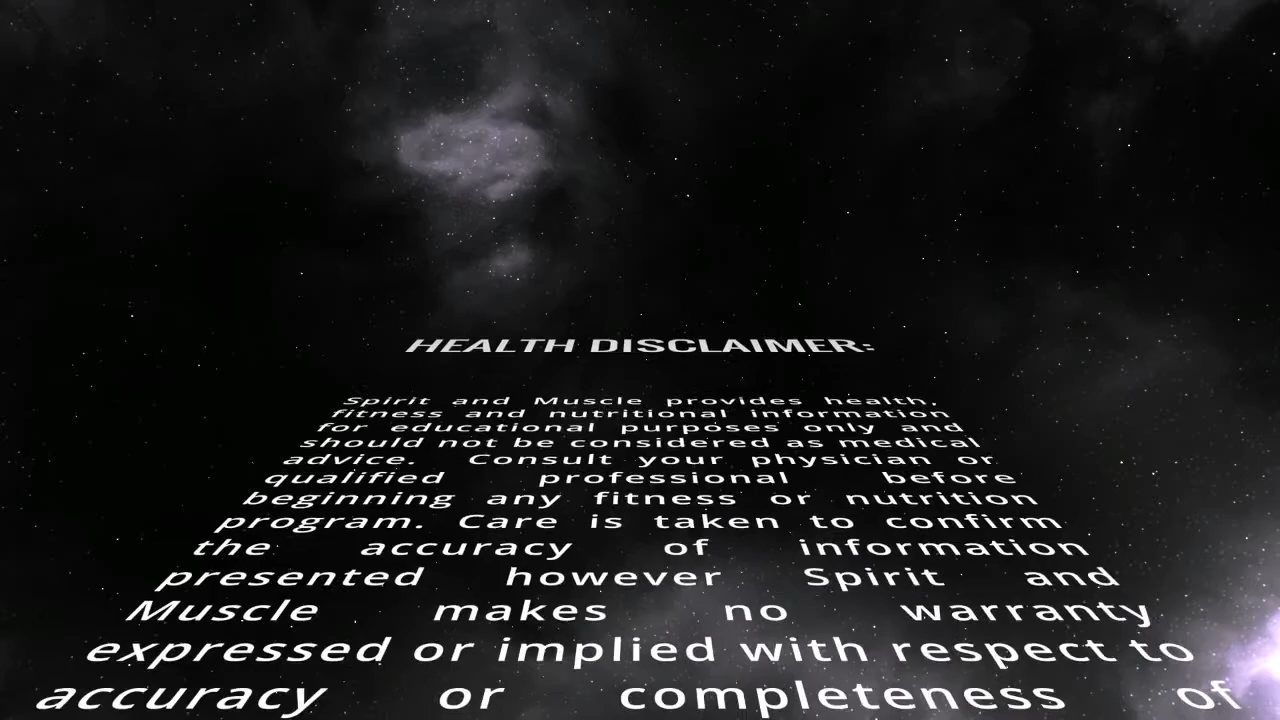 HEALTH DISCLAIMER:
Spirit and Muscle provides health,
fitness and nutritional information
for educational purposes only and
should not be considered as medical
advice. Consult your physician or
qualified professional before
beginning any fitness or nutrition
program. Care is taken to confirm
the accuracy of information
presented however Spirit and
Muscle makes no warranty
expressed or implied with respect to
accuracy or completeness of